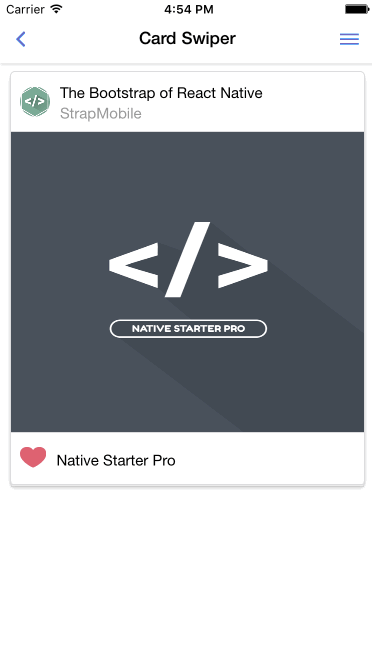 Carrier 4:54 PM
Card Swiper
</>
The Bootstrap of React Native
StrapMobile
</>
NATIVE STARTER PRO
Native Starter Pro